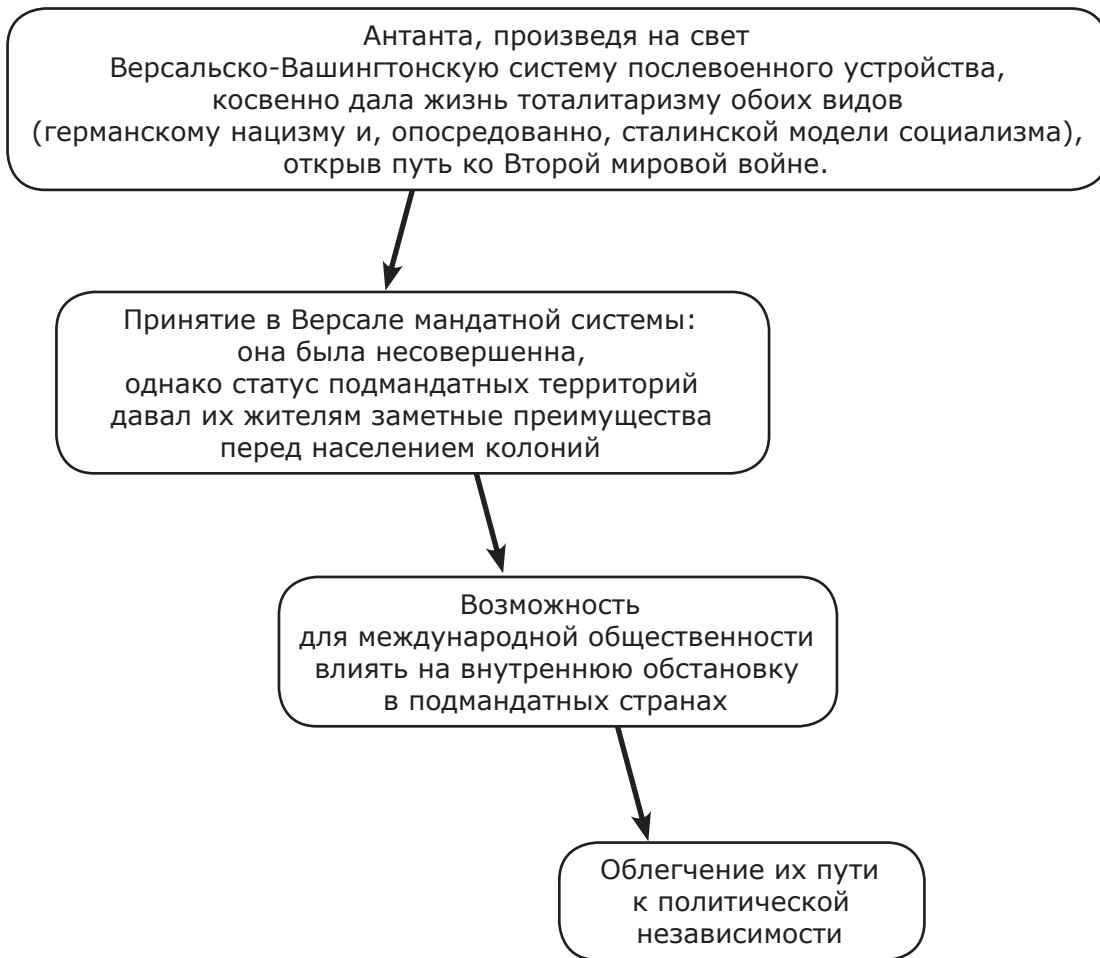 Антанта, произведя на свет
Версальско-Вашингтонскую систему послевоенного устройства,
косвенно дала жизнь тоталитаризму обоих видов
(германскому нацизму и, опосредованно, сталинской модели социализма),
открыв путь ко Второй мировой войне.
Принятие в Версале мандатной системы:
она была несовершенна,
однако статус подмандатных территорий
давал их жителям заметные преимущества
перед населением колоний
Возможность
для международной общественности
влиять на внутреннюю обстановку
в подмандатных странах
Облегчение их пути
к политической
независимости